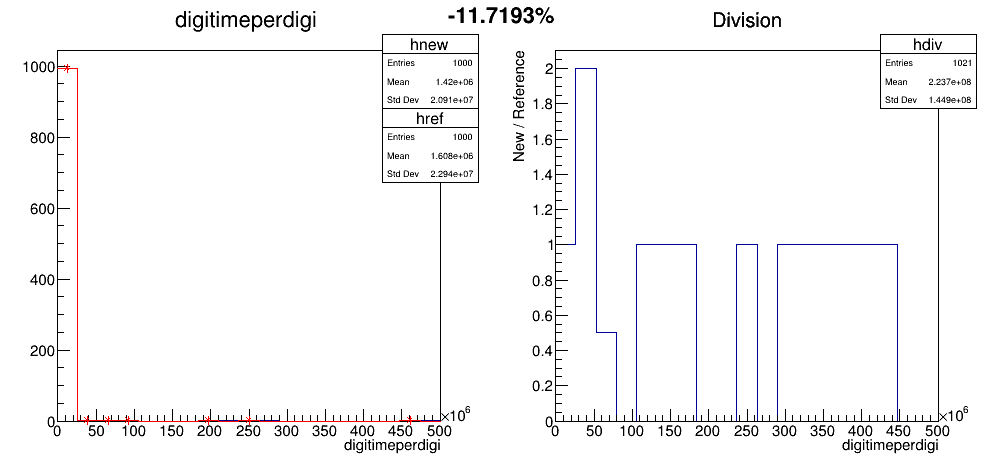 -11.7193%
digitimeperdigi
hnew
Entries 1000
Mean 1.42e+06
Std Dev 2.091e+07
href
Entries 1000
Mean 1.608e+06
Std Dev 2.294e+07
1000
800
600
400
200
0
0 50 100 150 200 250 300 350 400 450 500
×10⁶
digitimeperdigi
Division
hdiv
Entries 1021
Mean 2.237e+08
Std Dev 1.449e+08
New / Reference
2
1.8
1.6
1.4
1.2
1
0.8
0.6
0.4
0.2
0
0 50 100 150 200 250 300 350 400 450 500
×10⁶
digitimeperdigi